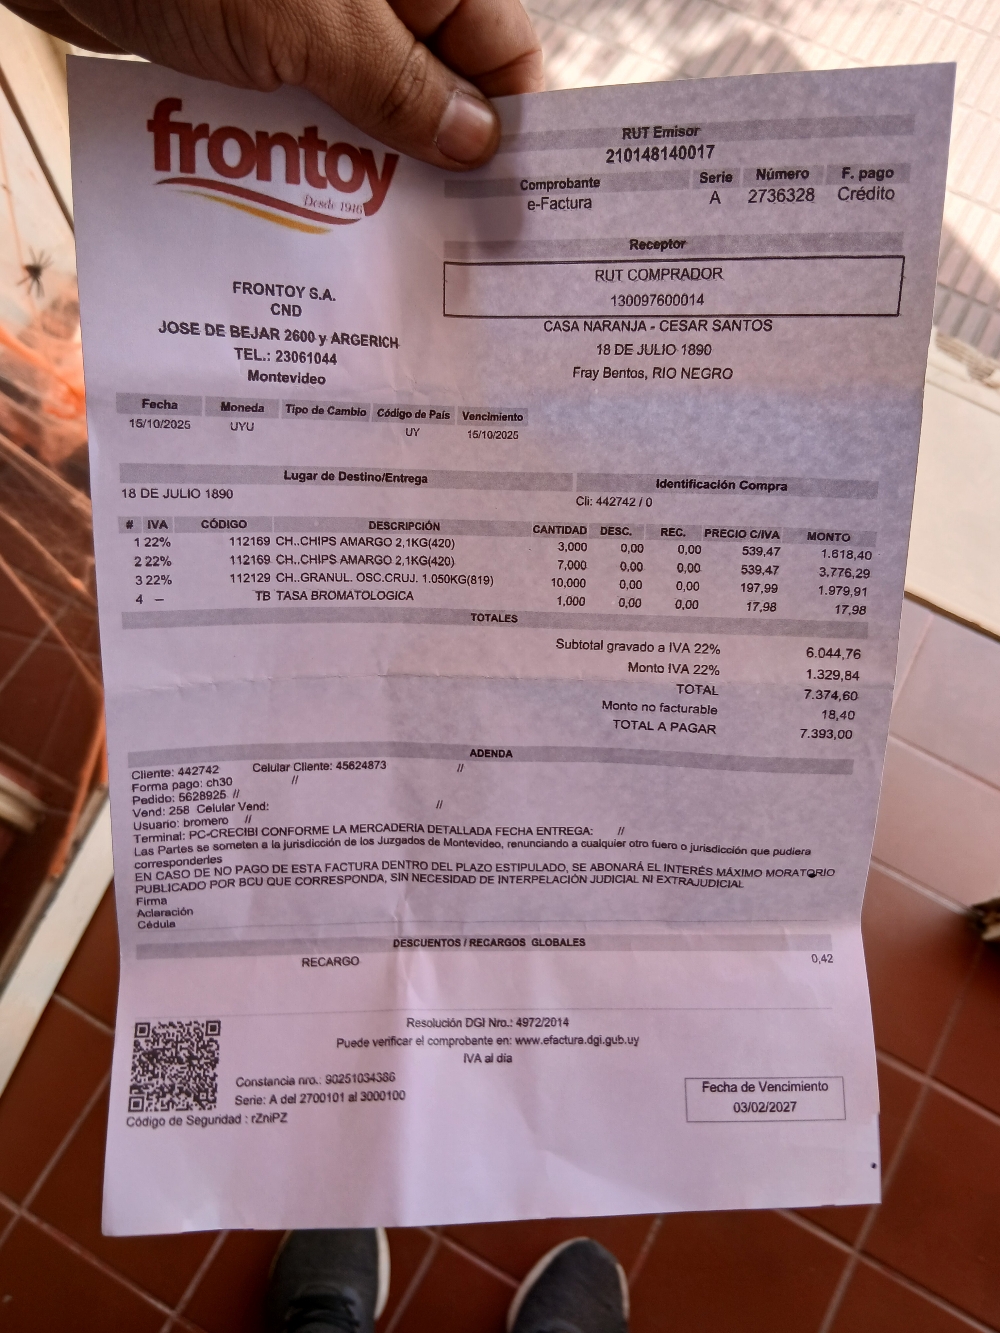 frontoy
Desde 1916
RUT Emisor
210148140017
Comprobante Serie Número F. pago
e-Factura A 2736328 Crédito
Receptor
RUT COMPRADOR
130097600014
CASA NARANJA - CESAR SANTOS
18 DE JULIO 1890
Fray Bentos, RIO NEGRO
FRONTOY S.A.
CND
JOSE DE BEJAR 2600 y ARGERICH
TEL.: 23061044
Montevideo
Fecha Moneda Tipo de Cambio Código de País Vencimiento
15/10/2025 UYU UY 15/10/2025
Lugar de Destino/Entrega Identificación Compra
18 DE JULIO 1890 Cli: 442742 / 0
# IVA CÓDIGO DESCRIPCIÓN CANTIDAD DESC. REC. PRECIO C/IVA MONTO
1 22% 112169 CH..CHIPS AMARGO 2,1KG(420) 3,000 0,00 0,00 539,47 1.618,40
2 22% 112169 CH..CHIPS AMARGO 2,1KG(420) 7,000 0,00 0,00 539,47 3.776,29
3 22% 112129 CH..GRANUL. OSC.CRUJ. 1.050KG(819) 10,000 0,00 0,00 197,99 1.979,91
4 – TB TASA BROMATOLOGICA 1,000 0,00 0,00 17,98 17,98
TOTALES
Subtotal gravado a IVA 22% 6.044,76
Monto IVA 22% 1.329,84
TOTAL 7.374,60
Monto no facturable 18,40
TOTAL A PAGAR 7.393,00
ADENDA
Cliente: 442742 Celular Cliente: 45624873 //
Forma pago: ch30 //
Pedido: 5628925 //
Vend: 258 Celular Vend: //
Usuario: bromero //
Terminal: PC-CRECIBI CONFORME LA MERCADERIA DETALLADA FECHA ENTREGA: //
Las Partes se someten a la jurisdicción de los Juzgados de Montevideo, renunciando a cualquier otro fuero o jurisdicción que pudiera
corresponderles
EN CASO DE NO PAGO DE ESTA FACTURA DENTRO DEL PLAZO ESTIPULADO, SE ABONARÁ EL INTERÉS MÁXIMO MORATORIO
PUBLICADO POR BCU QUE CORRESPONDA, SIN NECESIDAD DE INTERPELACIÓN JUDICIAL NI EXTRAJUDICIAL
Firma
Aclaración
Cédula
DESCUENTOS / RECARGOS GLOBALES
RECARGO 0,42
Resolución DGI Nro.: 4972/2014
Puede verificar el comprobante en: www.efactura.dgi.gub.uy
IVA al día
Constancia nro.: 90251034386
Serie: A del 2700101 al 3000100
Código de Seguridad : rZniPZ
Fecha de Vencimiento
03/02/2027